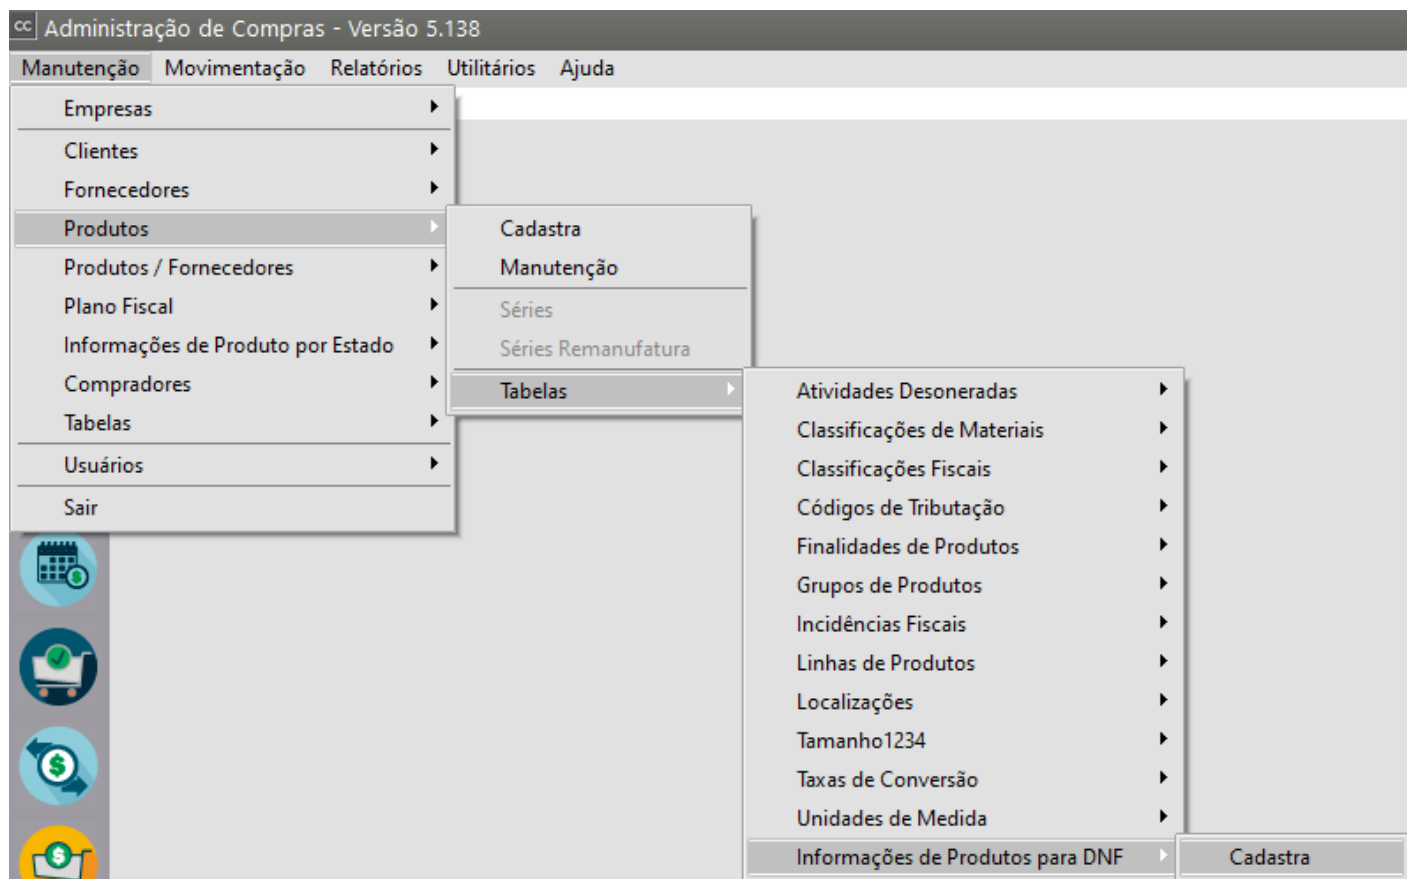 cc Administração de Compras - Versão 5.138
Manutenção Movimentação Relatórios Utilitários Ajuda
Empresas
Clientes
Fornecedores
Produtos
Produtos / Fornecedores
Plano Fiscal
Informações de Produto por Estado
Compradores
Tabelas
Usuários
Sair
Cadastra
Manutenção
Séries
Séries Remanufatura
Tabelas
Atividades Desoneradas
Classificações de Materiais
Classificações Fiscais
Códigos de Tributação
Finalidades de Produtos
Grupos de Produtos
Incidências Fiscais
Linhas de Produtos
Localizações
Tamanho1234
Taxas de Conversão
Unidades de Medida
Informações de Produtos para DNF
Cadastra